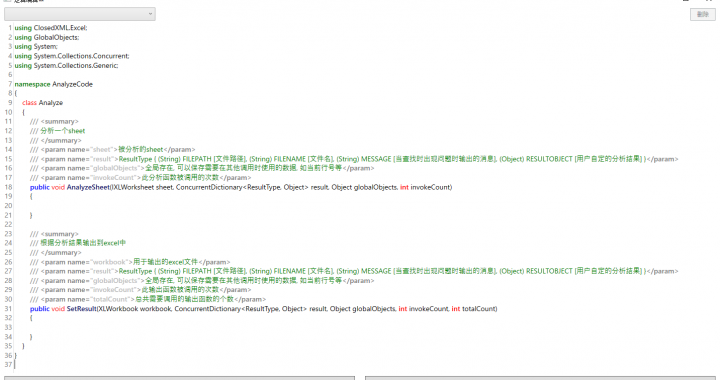 删除
1 using ClosedXML.Excel;
2 using GlobalObjects;
3 using System;
4 using System.Collections.Concurrent;
5 using System.Collections.Generic;
6
7 namespace AnalyzeCode
8 {
9 class Analyze
10 {
11 /// <summary>
12 /// 分析一个sheet
13 /// </summary>
14 /// <param name="sheet">被分析的sheet</param>
15 /// <param name="result">ResultType { (String) FILEPATH [文件路径], (String) FILENAME [文件名], (String) MESSAGE [当查找时出现问题时输出的消息], (Object) RESULTOBJECT [用户自定的分析结果] }</param>
16 /// <param name="globalObjects">全局存在, 可以保存需要在其他调用时使用的数据, 如当前行号等</param>
17 /// <param name="invokeCount">此分析函数被调用的次数</param>
18 public void AnalyzeSheet(IXLWorksheet sheet, ConcurrentDictionary<ResultType, Object> result, Object globalObjects, int invokeCount)
19 {
20
21 }
22
23 /// <summary>
24 /// 根据分析结果输出到excel中
25 /// </summary>
26 /// <param name="workbook">用于输出的excel文件</param>
27 /// <param name="result">ResultType { (String) FILEPATH [文件路径], (String) FILENAME [文件名], (String) MESSAGE [当查找时出现问题时输出的消息], (Object) RESULTOBJECT [用户自定的分析结果] }</param>
28 /// <param name="globalObjects">全局存在, 可以保存需要在其他调用时使用的数据, 如当前行号等</param>
29 /// <param name="invokeCount">此输出函数被调用的次数</param>
30 /// <param name="totalCount">总共需要调用的输出函数的个数</param>
31 public void SetResult(XLWorkbook workbook, ConcurrentDictionary<ResultType, Object> result, Object globalObjects, int invokeCount, int totalCount)
32 {
33
34 }
35 }
36 }
37